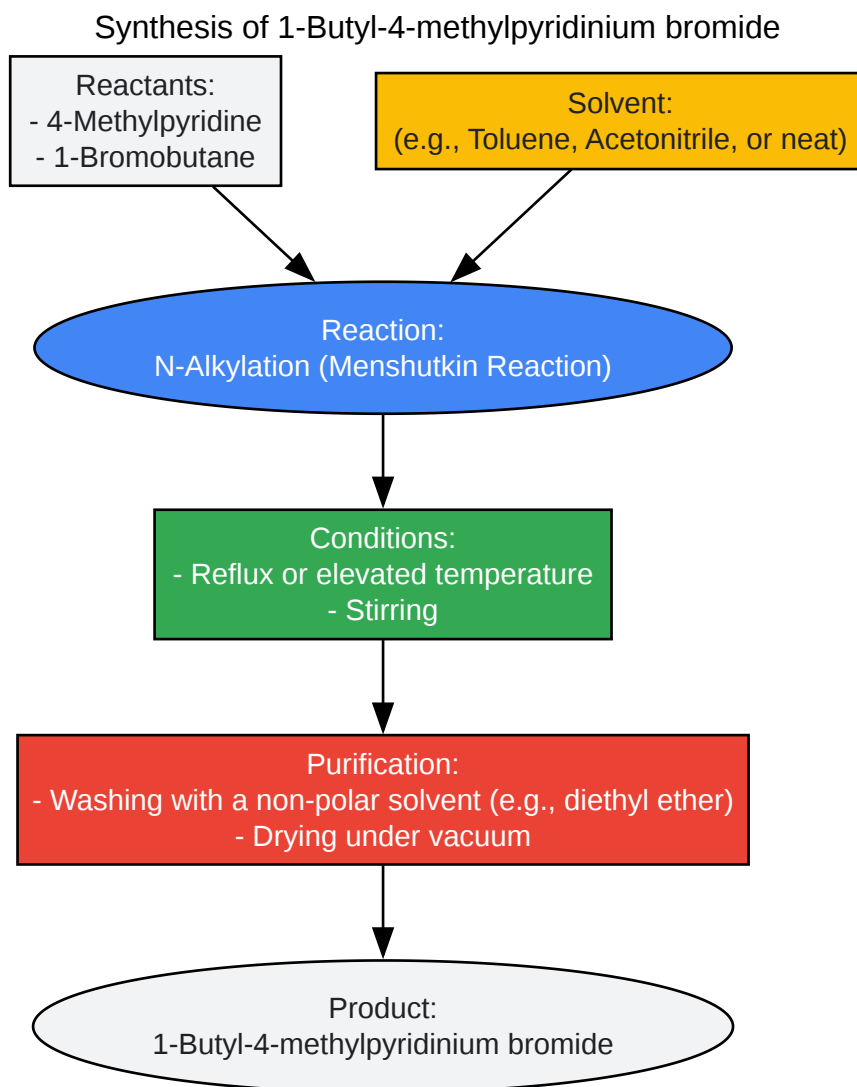 Synthesis of 1-Butyl-4-methylpyridinium bromide
Reactants:
- 4-Methylpyridine
- 1-Bromobutane
Solvent:
(e.g., Toluene, Acetonitrile, or neat)
Reaction:
N-Alkylation (Menshutkin Reaction)
Conditions:
- Reflux or elevated temperature
- Stirring
Purification:
- Washing with a non-polar solvent (e.g., diethyl ether)
- Drying under vacuum
Product:
1-Butyl-4-methylpyridinium bromide